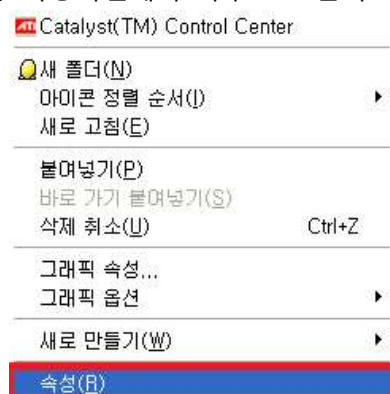 ATI Catalyst(TM) Control Center
새 폴더(N)
아이콘 정렬 순서(I)
새로 고침(E)
붙여넣기(P)
바로 가기 붙여넣기(S)
삭제 취소(U) Ctrl+Z
그래픽 속성...
그래픽 옵션
새로 만들기(W)
속성(R)